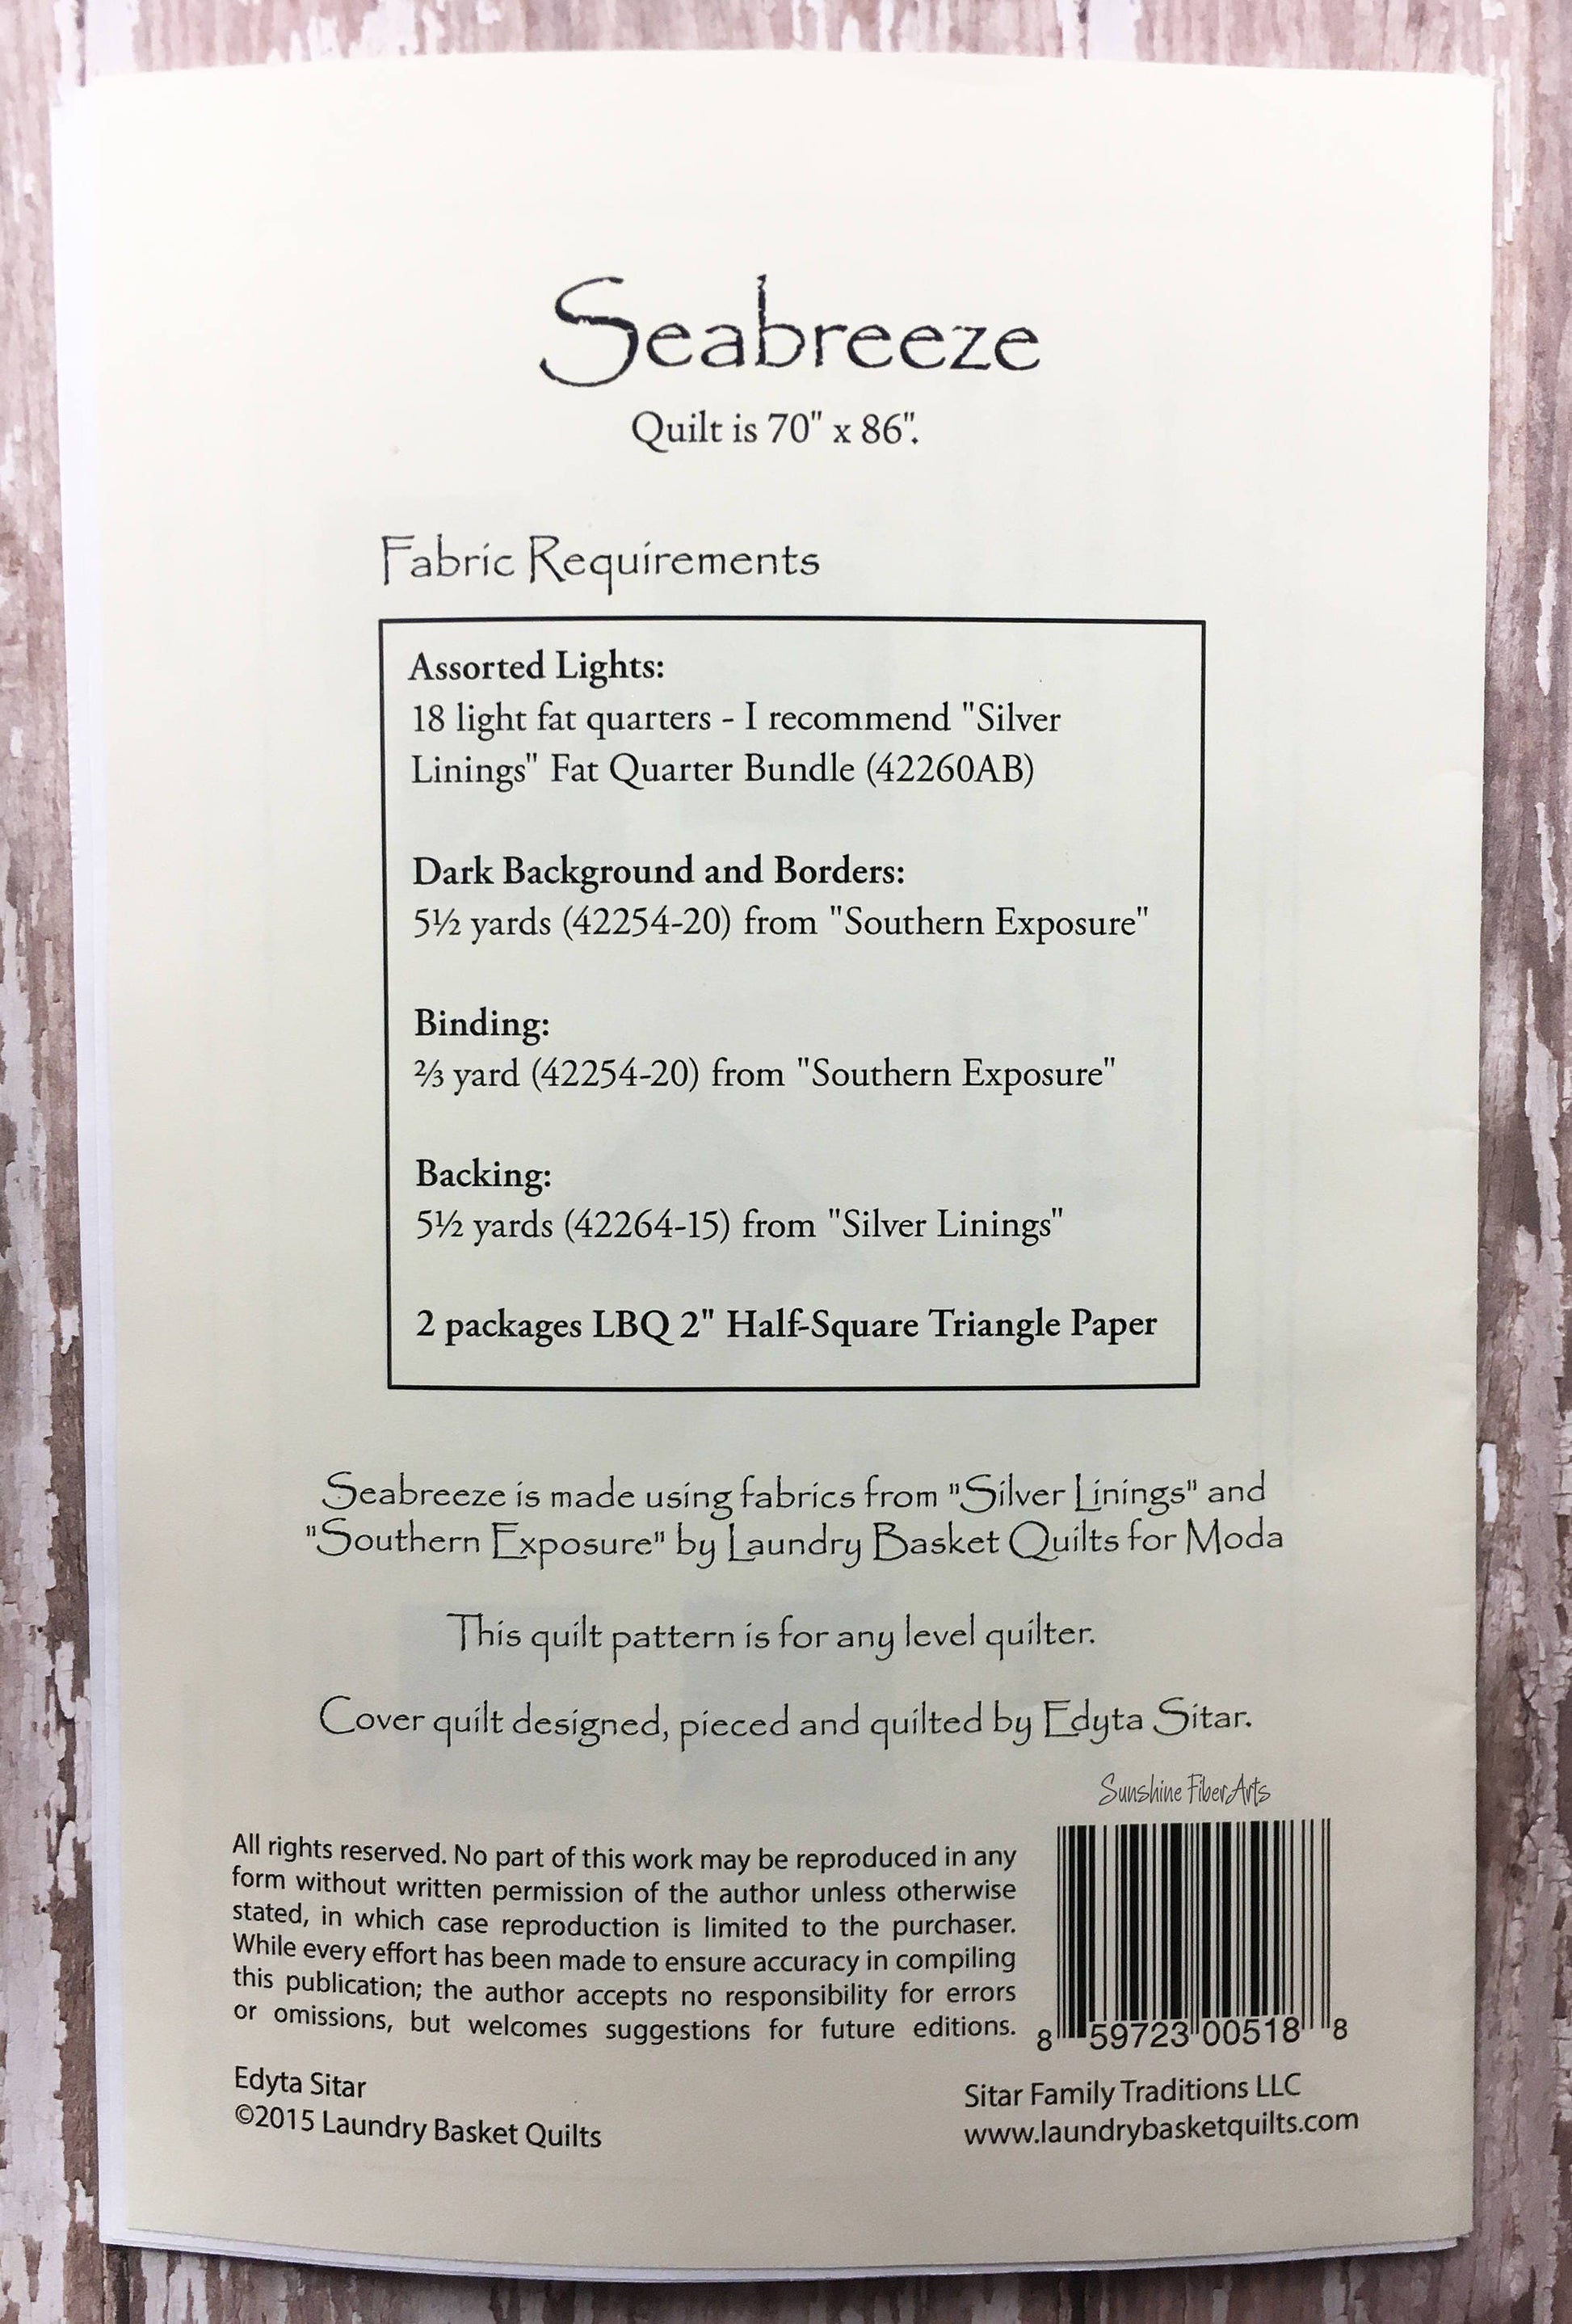 Seabreeze
Quilt is 70" x 86".
Fabric Requirements
Assorted Lights:
18 light fat quarters - I recommend "Silver
Linings" Fat Quarter Bundle (42260AB)
Dark Background and Borders:
5½ yards (42254-20) from "Southern Exposure"
Binding:
⅔ yard (42254-20) from "Southern Exposure"
Backing:
5½ yards (42264-15) from "Silver Linings"
2 packages LBQ 2" Half-Square Triangle Paper
Seabreeze is made using fabrics from "Silver Linings" and
"Southern Exposure" by Laundry Basket Quilts for Moda
This quilt pattern is for any level quilter.
Cover quilt designed, pieced and quilted by Edyta Sitar.
Sunshine FiberArts
All rights reserved. No part of this work may be reproduced in any
form without written permission of the author unless otherwise
stated, in which case reproduction is limited to the purchaser.
While every effort has been made to ensure accuracy in compiling
this publication; the author accepts no responsibility for errors
or omissions, but welcomes suggestions for future editions.
8 59723 00518 8
Edyta Sitar
©2015 Laundry Basket Quilts
Sitar Family Traditions LLC
www.laundrybasketquilts.com